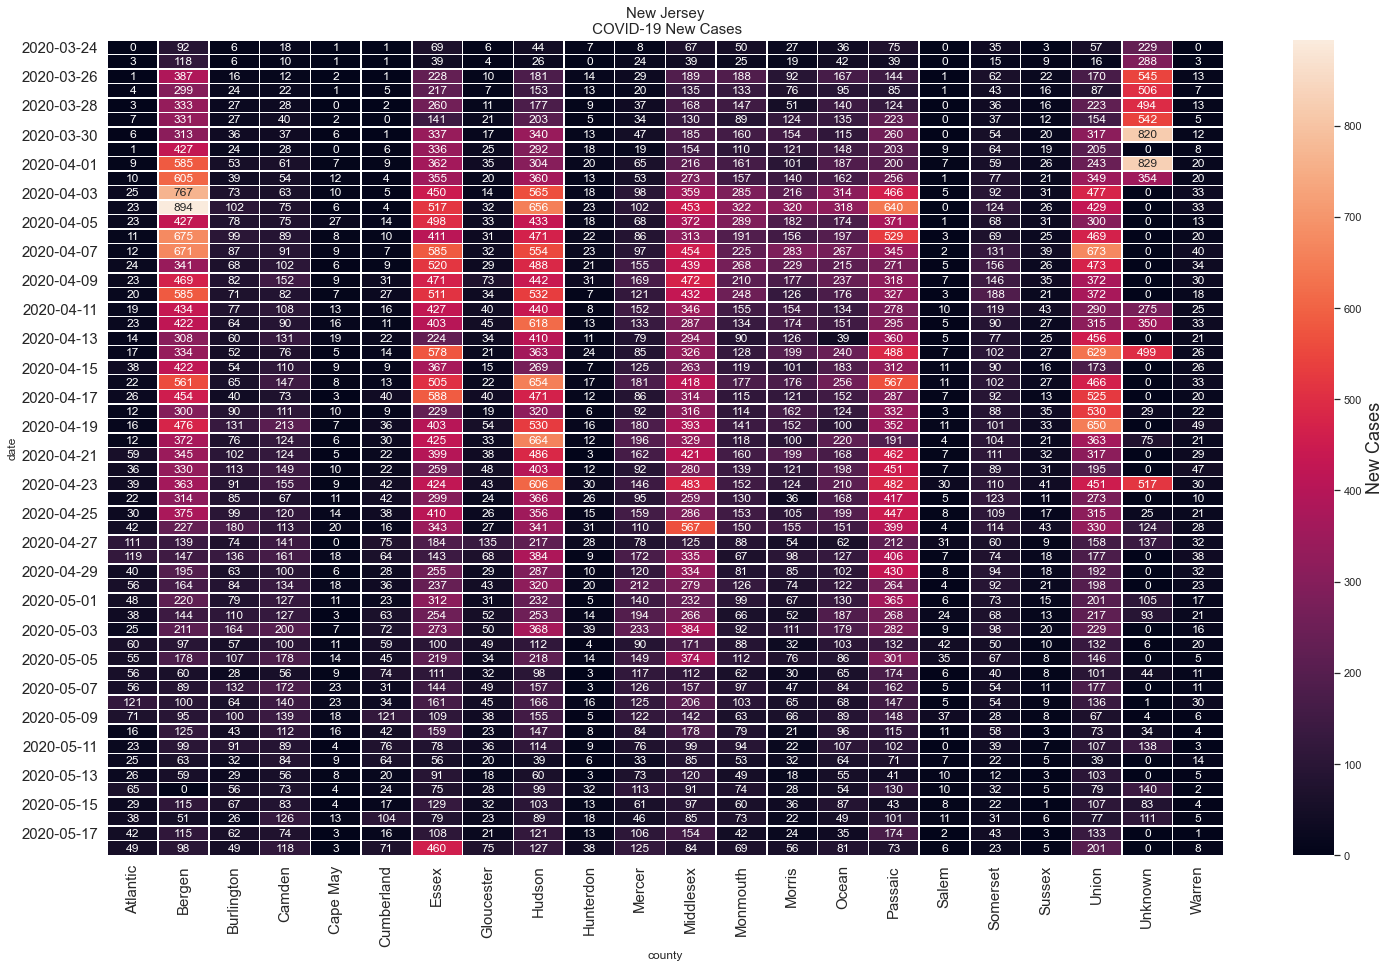 New Jersey
COVID-19 New Cases
2020-03-24 0 92 6 18 1 1 69 6 44 7 8 67 50 27 36 75 0 35 3 57 229 0
3 118 6 10 1 1 39 4 26 0 24 39 25 19 42 39 0 15 9 16 288 3
2020-03-26 1 387 16 12 2 1 228 10 181 14 29 189 188 92 167 144 1 62 22 170 545 13
4 299 24 22 1 5 217 7 153 13 20 135 133 76 95 85 1 43 16 87 506 7
2020-03-28 3 333 27 28 0 2 260 11 177 9 37 168 147 51 140 124 0 36 16 223 494 13
7 331 27 40 2 0 141 21 203 5 34 130 89 124 135 223 0 37 12 154 542 5
2020-03-30 6 313 36 37 6 1 337 17 340 13 47 185 160 154 115 260 0 54 20 317 820 12
1 427 24 28 0 6 336 25 292 18 19 154 110 121 148 203 9 64 19 205 0 8
2020-04-01 9 585 53 61 7 9 362 35 304 20 65 216 161 101 187 200 7 59 26 243 829 20
10 605 39 54 12 4 355 20 360 13 53 273 157 140 162 256 1 77 21 349 354 20
2020-04-03 25 767 73 63 10 5 450 14 565 18 98 359 285 216 314 466 5 92 31 477 0 33
23 894 102 75 6 4 517 32 656 23 102 453 322 320 318 640 0 124 26 429 0 33
2020-04-05 23 427 78 75 27 14 498 33 433 18 68 372 289 182 174 371 1 68 31 300 0 13
11 675 99 89 8 10 411 31 471 22 86 313 191 156 197 529 3 69 25 469 0 20
2020-04-07 12 671 87 91 9 7 585 32 554 23 97 454 225 283 267 345 2 131 39 673 0 40
24 341 68 102 6 9 520 29 488 21 155 439 268 229 215 271 5 156 26 473 0 34
2020-04-09 23 469 82 152 9 31 471 73 442 31 169 472 210 177 237 318 7 146 35 372 0 30
20 585 71 82 7 27 511 34 532 7 121 432 248 126 176 327 3 188 21 372 0 18
2020-04-11 19 434 77 108 13 16 427 40 440 8 152 346 155 154 134 278 10 119 43 290 275 25
23 422 64 90 16 11 403 45 618 13 133 287 134 174 151 295 5 90 27 315 350 33
2020-04-13 14 308 60 131 19 22 224 34 410 11 79 294 90 126 39 360 5 77 25 456 0 21
17 334 52 76 5 14 578 21 363 24 85 326 128 199 240 488 7 102 27 629 499 26
2020-04-15 38 422 54 110 9 9 367 15 269 7 125 263 119 101 183 312 11 90 16 173 0 26
22 561 65 147 8 13 505 22 654 17 181 418 177 176 256 567 11 102 27 466 0 33
2020-04-17 26 454 40 73 3 40 588 40 471 12 86 314 115 121 152 287 7 92 13 525 0 20
12 300 90 111 10 9 229 19 320 6 92 316 114 162 124 332 3 88 35 530 29 22
2020-04-19 16 476 131 213 7 36 403 54 530 16 180 393 141 152 100 352 11 101 33 650 0 49
12 372 76 124 6 30 425 33 664 12 196 329 118 100 220 191 4 104 21 363 75 21
2020-04-21 59 345 102 124 5 22 399 38 486 3 162 421 160 199 168 462 7 111 32 317 0 29
36 330 113 149 10 22 259 48 403 12 92 280 139 121 198 451 7 89 31 195 0 47
2020-04-23 39 363 91 155 9 42 424 43 606 30 146 483 152 124 210 482 30 110 41 451 517 30
22 314 85 67 11 42 299 24 366 26 95 259 130 36 168 417 5 123 11 273 0 10
2020-04-25 30 375 99 120 14 38 410 26 356 15 159 286 153 105 199 447 8 109 17 315 25 21
42 227 180 113 20 16 343 27 341 31 110 567 150 155 151 399 4 114 43 330 124 28
2020-04-27 111 139 74 141 0 75 184 135 217 28 78 125 88 54 62 212 31 60 9 158 137 32
119 147 136 161 18 64 143 68 384 9 172 335 67 98 127 406 7 74 18 177 0 38
2020-04-29 40 195 63 100 6 28 255 29 287 10 120 334 81 85 102 430 8 94 18 192 0 32
56 164 84 134 18 36 237 43 320 20 212 279 126 74 122 264 4 92 21 198 0 23
2020-05-01 48 220 79 127 11 23 312 31 232 5 140 232 99 67 130 365 6 73 15 201 105 17
38 144 110 127 3 63 254 52 253 14 194 266 66 52 187 268 24 68 13 217 93 21
2020-05-03 25 211 164 200 7 72 273 50 368 39 233 384 92 111 179 282 9 98 20 229 0 16
60 97 57 100 11 59 100 49 112 4 90 171 88 32 103 132 42 50 10 132 6 20
2020-05-05 55 178 107 178 14 45 219 34 218 14 149 374 112 76 86 301 35 67 8 146 0 5
56 60 28 56 9 74 111 32 98 3 117 112 62 30 65 174 6 40 8 101 44 11
2020-05-07 56 89 132 172 23 31 144 49 157 3 126 157 97 47 84 162 5 54 11 177 0 11
121 100 64 140 23 34 161 45 166 16 125 206 103 65 68 147 5 54 9 136 1 30
2020-05-09 71 95 100 139 18 121 109 38 155 5 122 142 63 66 89 148 37 28 8 67 4 6
16 125 43 112 16 42 159 23 147 8 84 178 79 21 96 115 11 58 3 73 34 4
2020-05-11 23 99 91 89 4 76 78 36 114 9 76 99 94 22 107 102 0 39 7 107 138 3
25 63 32 84 9 64 56 20 39 6 33 85 53 32 64 71 7 22 5 39 0 14
2020-05-13 26 59 29 56 8 20 91 18 60 3 73 120 49 18 55 41 10 12 3 103 0 5
65 0 56 73 4 24 75 28 99 32 113 91 74 28 54 130 10 32 5 79 140 2
2020-05-15 29 115 67 83 4 17 129 32 103 13 61 97 60 36 87 43 8 22 1 107 83 4
38 51 26 126 13 104 79 23 89 18 46 85 73 22 49 101 11 31 6 77 111 5
2020-05-17 42 115 62 74 3 16 108 21 121 13 106 154 42 24 35 174 2 43 3 133 0 1
49 98 49 118 3 71 460 75 127 38 125 84 69 56 81 73 6 23 5 201 0 8
date
Atlantic Bergen Burlington Camden Cape May Cumberland Essex Gloucester Hudson Hunterdon Mercer Middlesex Monmouth Morris Ocean Passaic Salem Somerset Sussex Union Unknown Warren
county
800
700
600
500
400
300
200
100
0
New Cases